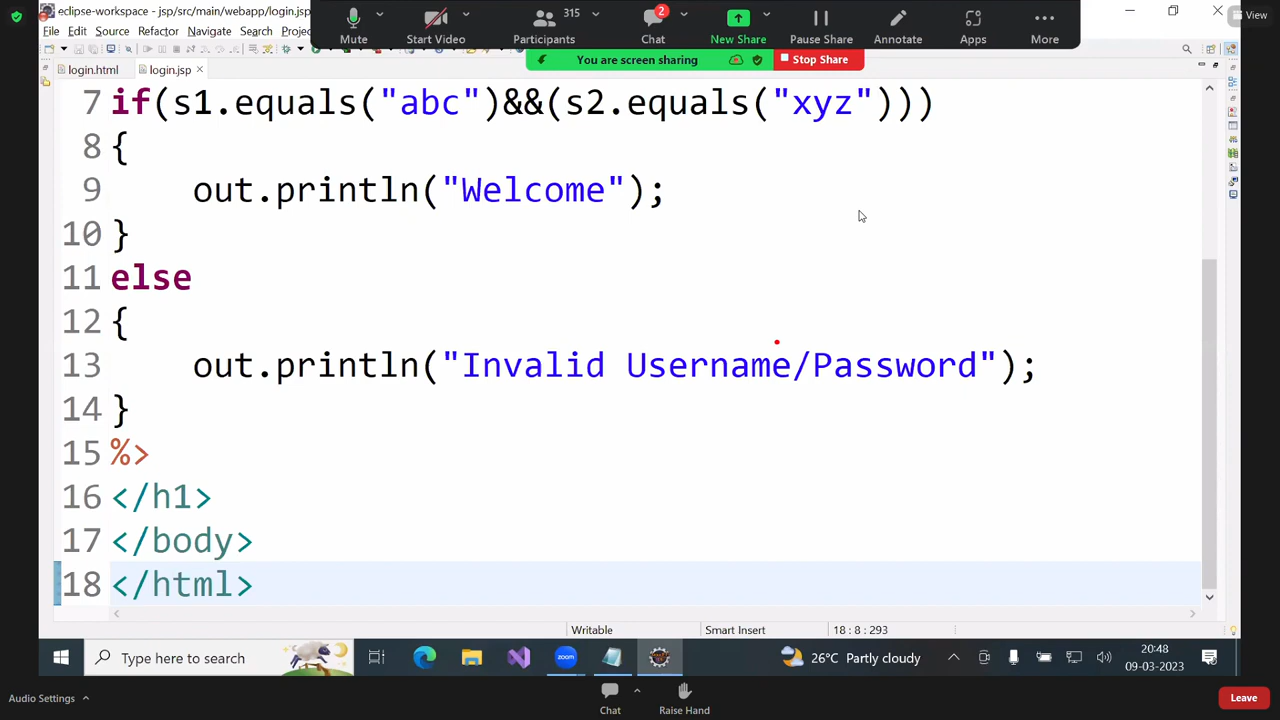 eclipse-workspace - jsp/src/main/webapp/login.jsp
File Edit Source Refactor Navigate Search Projec
Mute
Start Video
315
Participants
2
Chat
New Share
Pause Share
Annotate
Apps
More
View
You are screen sharing
Stop Share
login.html
login.jsp
7 if(s1.equals("abc")&&(s2.equals("xyz")))
8 {
9 out.println("Welcome");
10 }
11 else
12 {
13 out.println("Invalid Username/Password");
14 }
15 %>
16 </h1>
17 </body>
18 </html>
Writable
Smart Insert
18 : 8 : 293
Type here to search
zoom
26°C Partly cloudy
20:48
09-03-2023
Audio Settings
Chat
Raise Hand
Leave